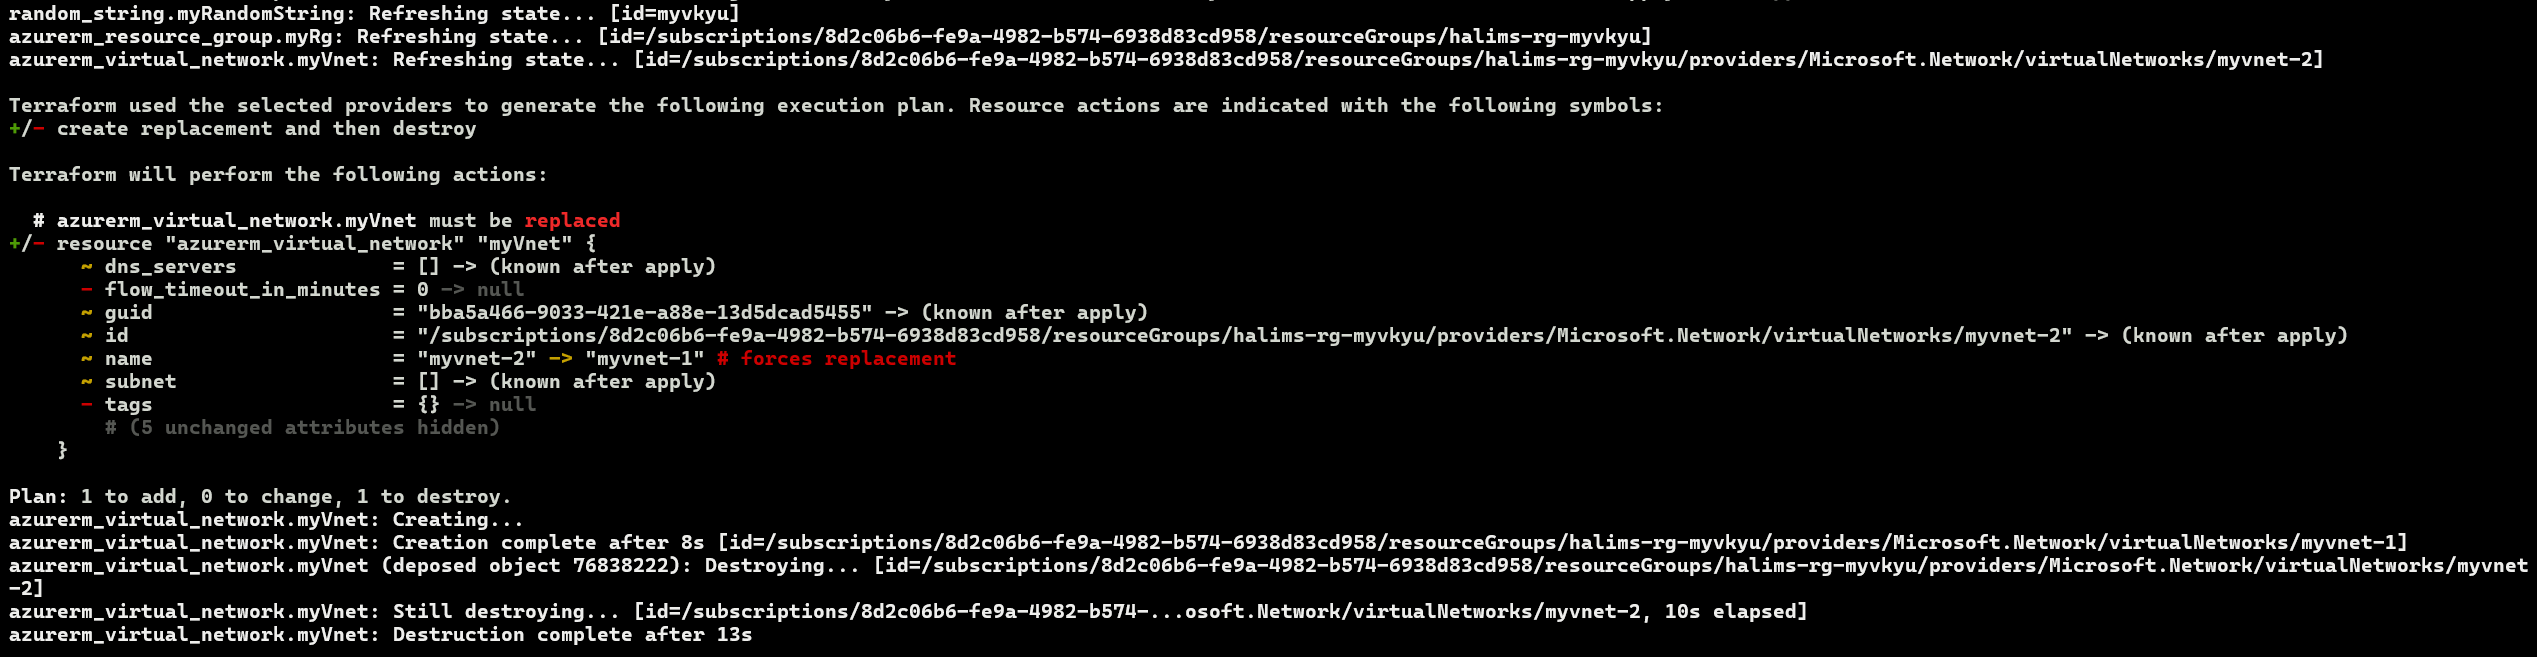 random_string.myRandomString: Refreshing state... [id=myvkyu]
azurerm_resource_group.myRg: Refreshing state... [id=/subscriptions/8d2c06b6-fe9a-4982-b574-6938d83cd958/resourceGroups/halims-rg-myvkyu]
azurerm_virtual_network.myVnet: Refreshing state... [id=/subscriptions/8d2c06b6-fe9a-4982-b574-6938d83cd958/resourceGroups/halims-rg-myvkyu/providers/Microsoft.Network/virtualNetworks/myvnet-2]
Terraform used the selected providers to generate the following execution plan. Resource actions are indicated with the following symbols:
+/- create replacement and then destroy
Terraform will perform the following actions:
# azurerm_virtual_network.myVnet must be replaced
+/- resource "azurerm_virtual_network" "myVnet" {
~ dns_servers = [] -> (known after apply)
- flow_timeout_in_minutes = 0 -> null
~ guid = "bba5a466-9033-421e-a88e-13d5dcad5455" -> (known after apply)
~ id = "/subscriptions/8d2c06b6-fe9a-4982-b574-6938d83cd958/resourceGroups/halims-rg-myvkyu/providers/Microsoft.Network/virtualNetworks/myvnet-2" -> (known after apply)
~ name = "myvnet-2" -> "myvnet-1" # forces replacement
~ subnet = [] -> (known after apply)
- tags = {} -> null
# (5 unchanged attributes hidden)
}
Plan: 1 to add, 0 to change, 1 to destroy.
azurerm_virtual_network.myVnet: Creating...
azurerm_virtual_network.myVnet: Creation complete after 8s [id=/subscriptions/8d2c06b6-fe9a-4982-b574-6938d83cd958/resourceGroups/halims-rg-myvkyu/providers/Microsoft.Network/virtualNetworks/myvnet-1]
azurerm_virtual_network.myVnet (deposed object 76838222): Destroying... [id=/subscriptions/8d2c06b6-fe9a-4982-b574-6938d83cd958/resourceGroups/halims-rg-myvkyu/providers/Microsoft.Network/virtualNetworks/myvnet
-2]
azurerm_virtual_network.myVnet: Still destroying... [id=/subscriptions/8d2c06b6-fe9a-4982-b574-...osoft.Network/virtualNetworks/myvnet-2, 10s elapsed]
azurerm_virtual_network.myVnet: Destruction complete after 13s